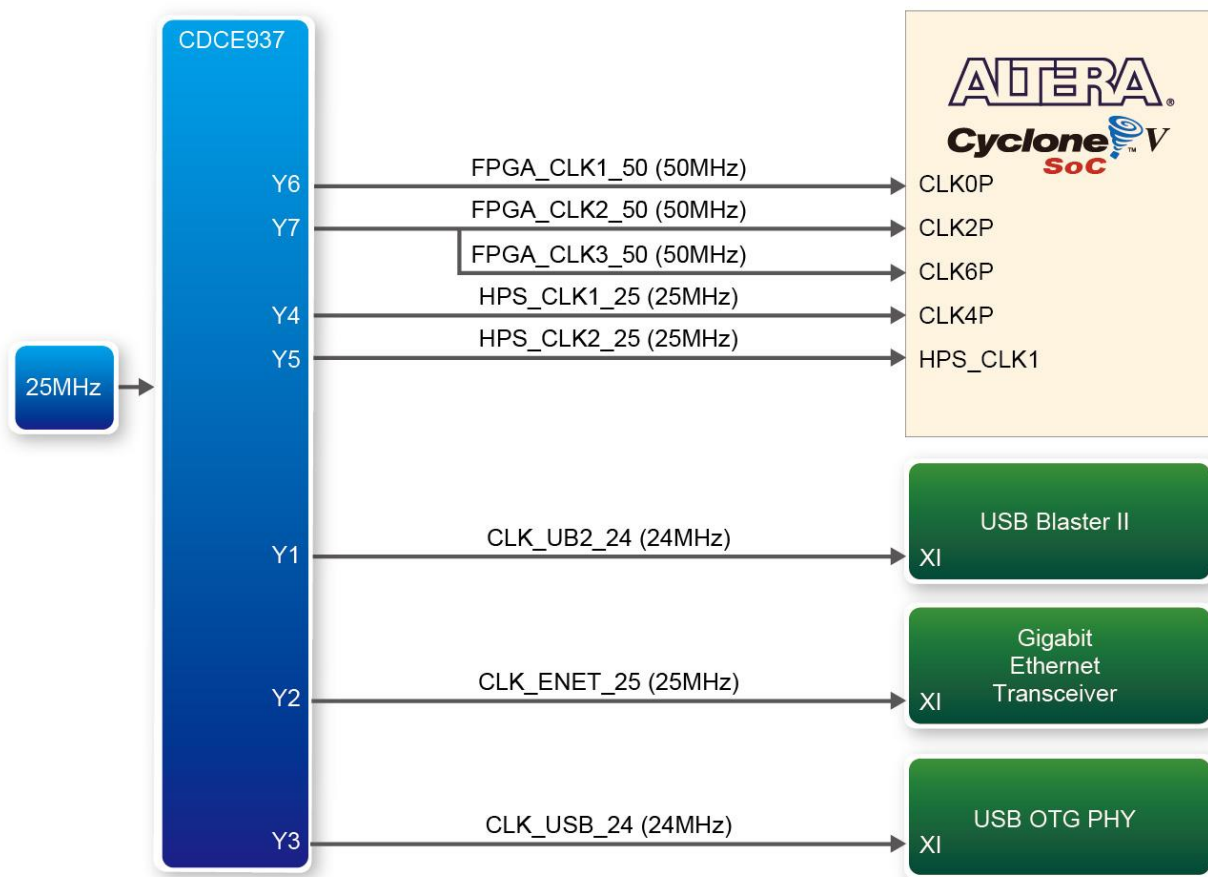 CDCE937
ALTERA®
Cyclone™ V
SoC
Y6
FPGA_CLK1_50 (50MHz)
CLK0P
Y7
FPGA_CLK2_50 (50MHz)
CLK2P
FPGA_CLK3_50 (50MHz)
CLK6P
Y4
HPS_CLK1_25 (25MHz)
CLK4P
Y5
HPS_CLK2_25 (25MHz)
HPS_CLK1
25MHz
Y1
CLK_UB2_24 (24MHz)
USB Blaster II
XI
Y2
CLK_ENET_25 (25MHz)
Gigabit
Ethernet
Transceiver
XI
Y3
CLK_USB_24 (24MHz)
USB OTG PHY
XI